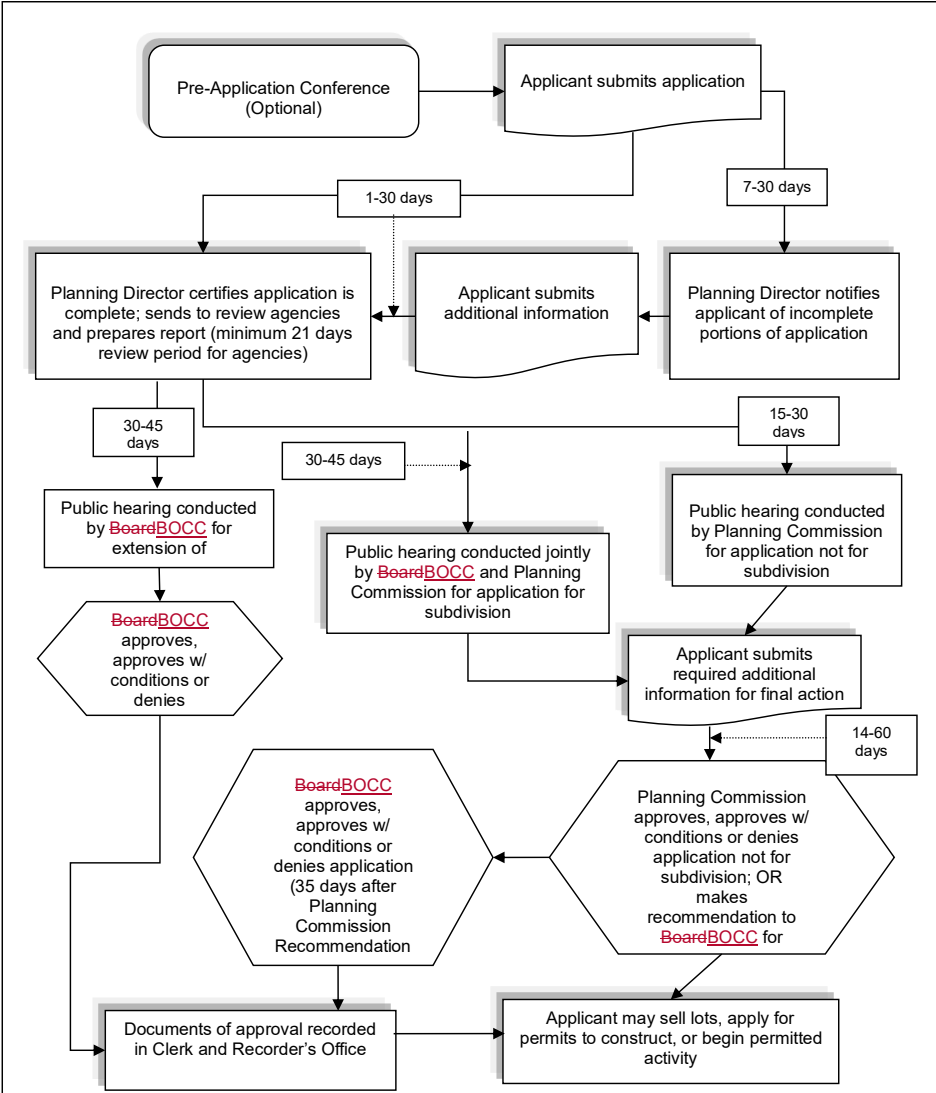 Pre-Application Conference
(Optional)
Applicant submits application
1-30 days
7-30 days
Planning Director certifies application is
complete; sends to review agencies
and prepares report (minimum 21 days
review period for agencies)
Applicant submits
additional information
Planning Director notifies
applicant of incomplete
portions of application
30-45
days
30-45 days
15-30
days
Public hearing conducted
by BoardBOCC for
extension of
Public hearing conducted jointly
by BoardBOCC and Planning
Commission for application for
subdivision
Public hearing conducted
by Planning Commission
for application not for
subdivision
BoardBOCC
approves,
approves w/
conditions or
denies
Applicant submits
required additional
information for final action
14-60
days
BoardBOCC
approves,
approves w/
conditions or
denies application
(35 days after
Planning
Commission
Recommendation
Planning Commission
approves, approves w/
conditions or denies
application not for
subdivision; OR
makes
recommendation to
BoardBOCC for
Documents of approval recorded
in Clerk and Recorder's Office
Applicant may sell lots, apply for
permits to construct, or begin permitted
activity